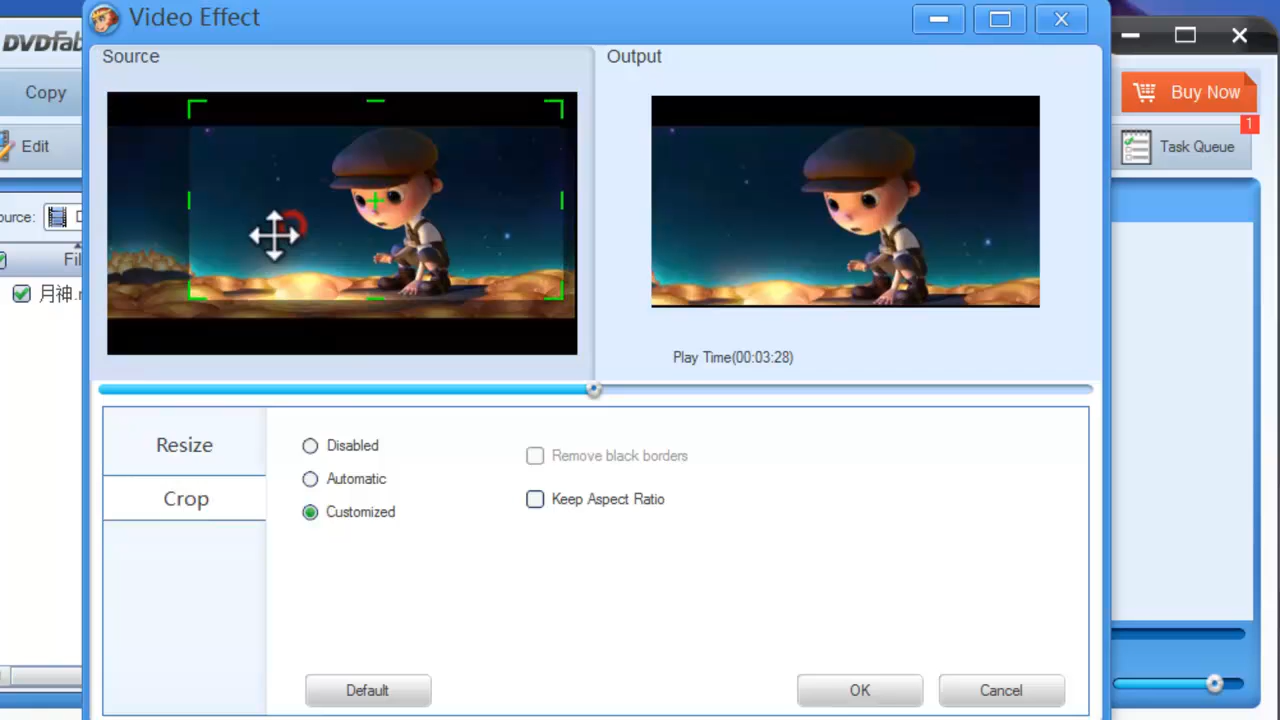 Video Effect
DVDfab
Source
Output
Copy
Buy Now
1
Edit
Task Queue
ource:
D
Fil
月神.
Play Time(00:03:28)
Resize
Crop
Disabled
Automatic
Customized
Remove black borders
Keep Aspect Ratio
Default
OK
Cancel